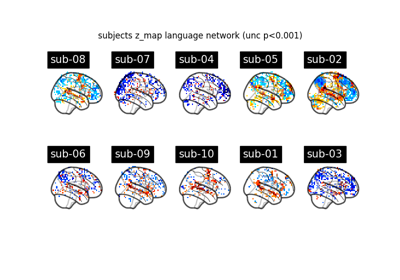 subjects z_map language network (unc p<0.001)
sub-08 sub-07 sub-04 sub-05 sub-02
sub-06 sub-09 sub-10 sub-01 sub-03